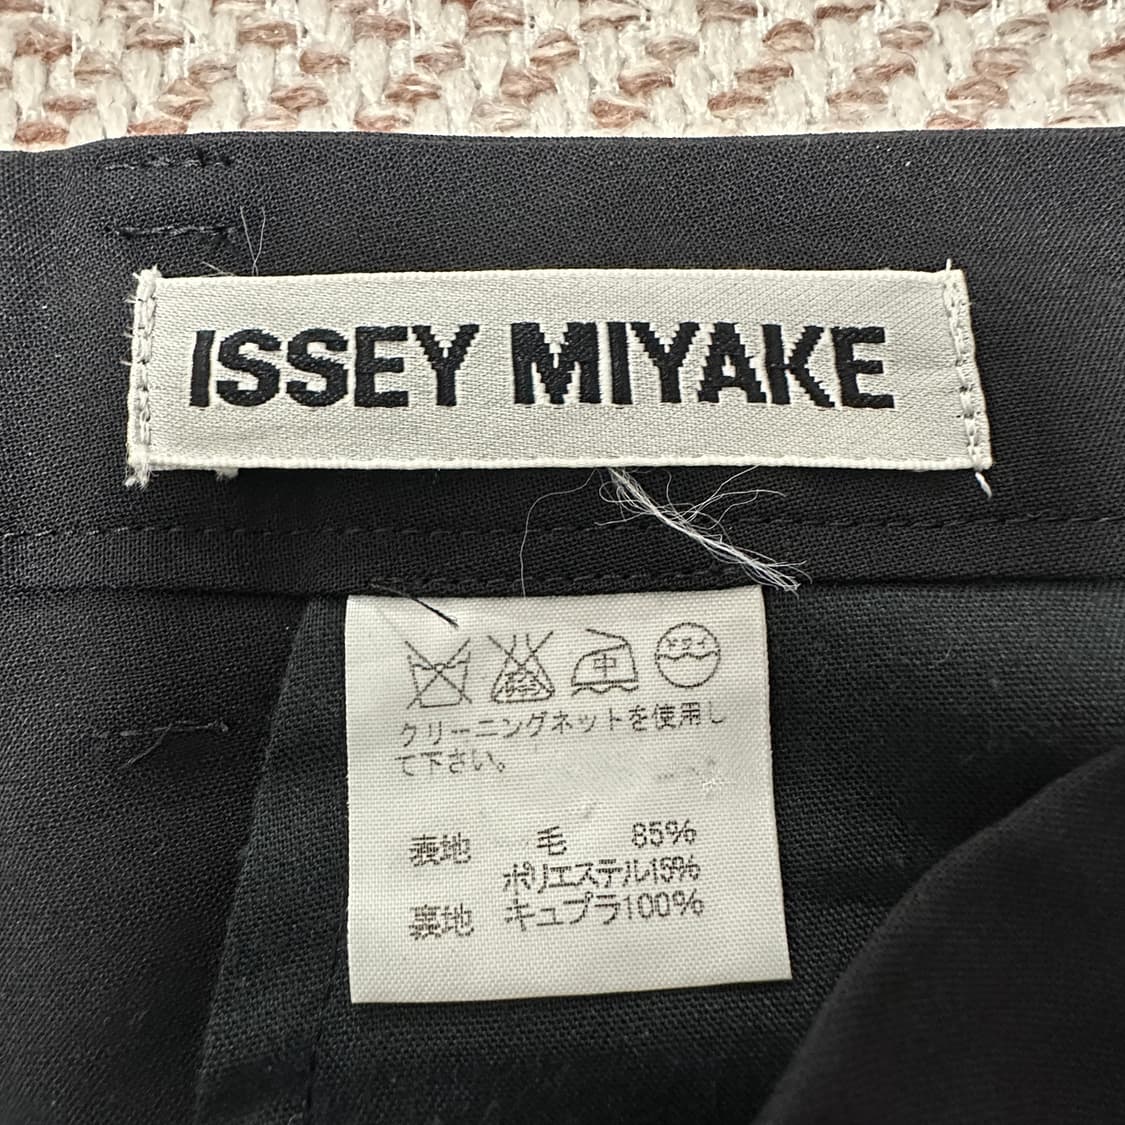 ISSEY MIYAKE
中 ドライ
クリーニングネットを使用し
て下さい。
表地 毛 85%
ポリエステル15%
裏地 キュプラ100%